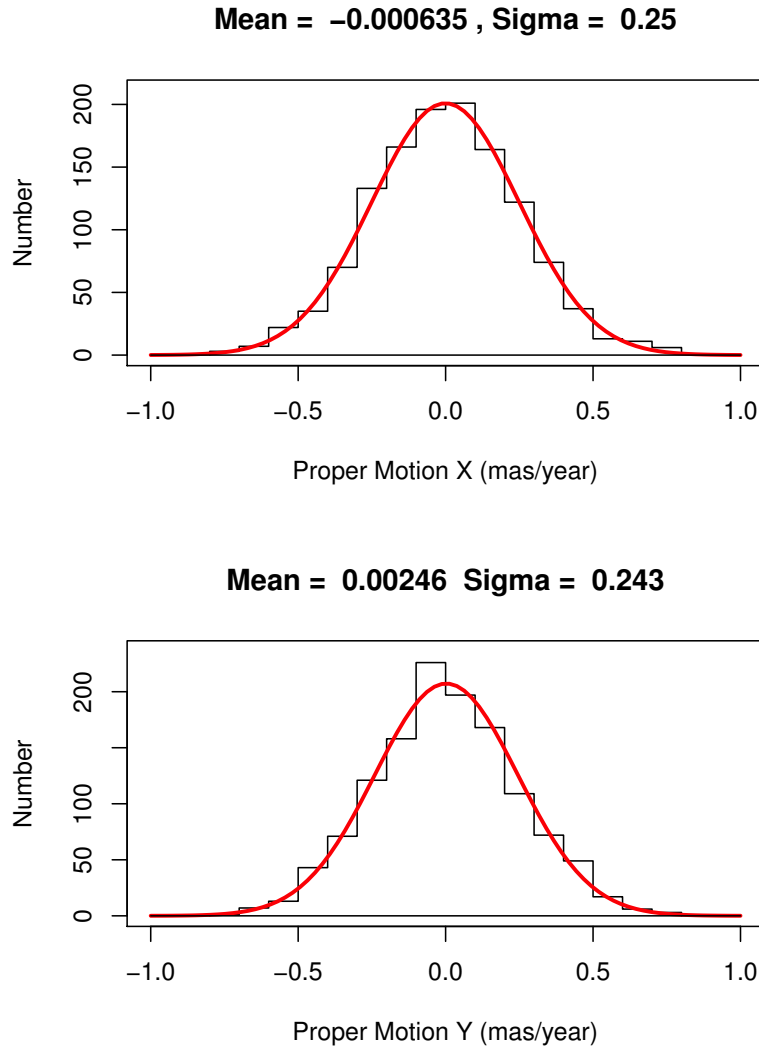 Mean = −0.000635 , Sigma = 0.25
Number
200
150
100
50
0
−1.0 −0.5 0.0 0.5 1.0
Proper Motion X (mas/year)
Mean = 0.00246 Sigma = 0.243
Number
200
100
50
0
−1.0 −0.5 0.0 0.5 1.0
Proper Motion Y (mas/year)